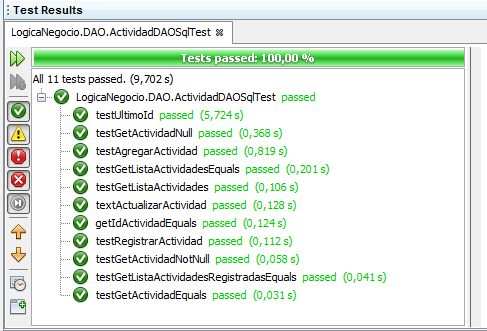 Test Results
LogicaNegocio.DAO.ActividadDAOSqlTest
Tests passed: 100,00 %
All 11 tests passed. (9,702 s)
LogicaNegocio.DAO.ActividadDAOSqlTest passed
testUltimoId passed (5,724 s)
testGetActividadNull passed (0,368 s)
testAgregarActividad passed (0,819 s)
testGetListaActividadesEquals passed (0,201 s)
testGetListaActividades passed (0,106 s)
textActualizarActividad passed (0,128 s)
getIdActividadEquals passed (0,124 s)
testRegistrarActividad passed (0,112 s)
testGetActividadNotNull passed (0,058 s)
testGetListaActividadesRegistradasEquals passed (0,041 s)
testGetActividadEquals passed (0,031 s)